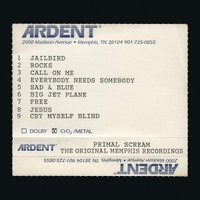 ARDENT®
2000 Madison Avenue • Memphis, TN 38104 901-725-0855
1 JAILBIRD
2 ROCKS
3 CALL ON ME
4 EVERYBODY NEEDS SOMEBODY
5 SAD & BLUE
6 BIG JET PLANE
7 FREE
8 JESUS
9 CRY MYSELF BLIND
DOLBY CrO₂/METAL
ARDENT PRIMAL SCREAM
THE ORIGINAL MEMPHIS RECORDINGS
TN 38104 901-725-0855
2000 Madison Avenue • Memphis
ARDENT